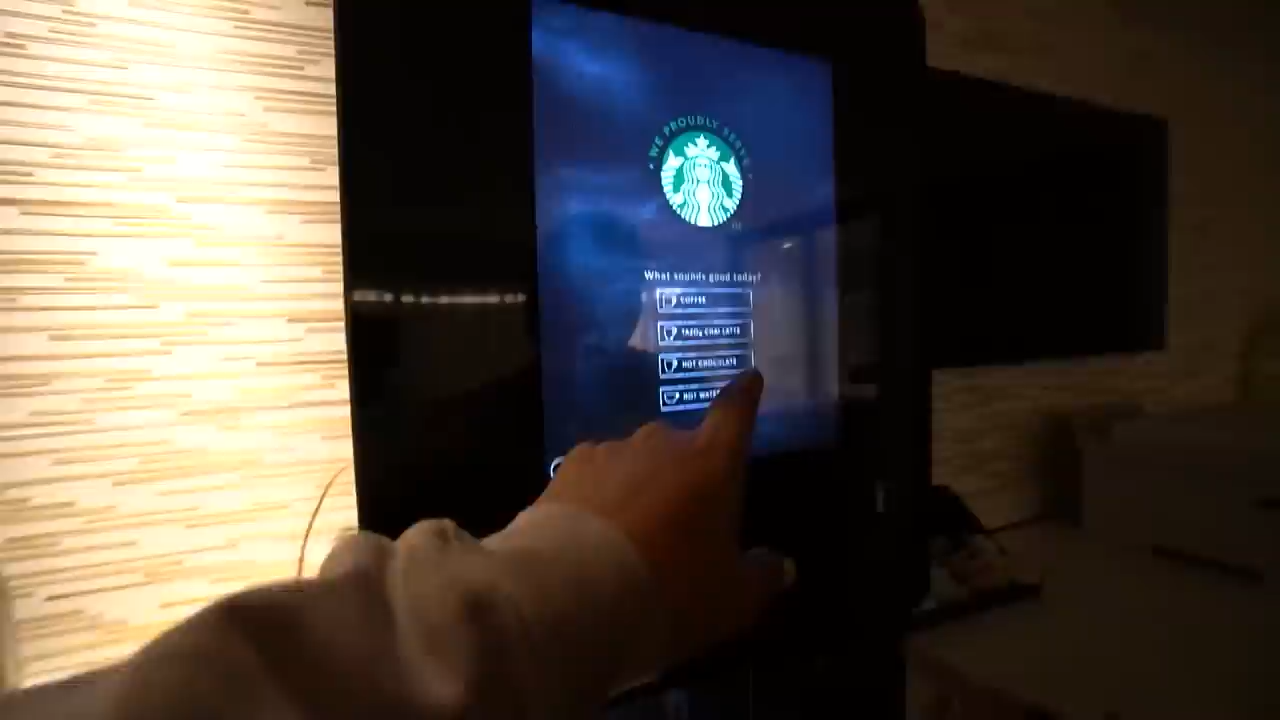 WE PROUDLY SERVE
What sounds good today?
COFFEE
TAZO® CHAI LATTE
HOT CHOCOLATE
HOT WATER